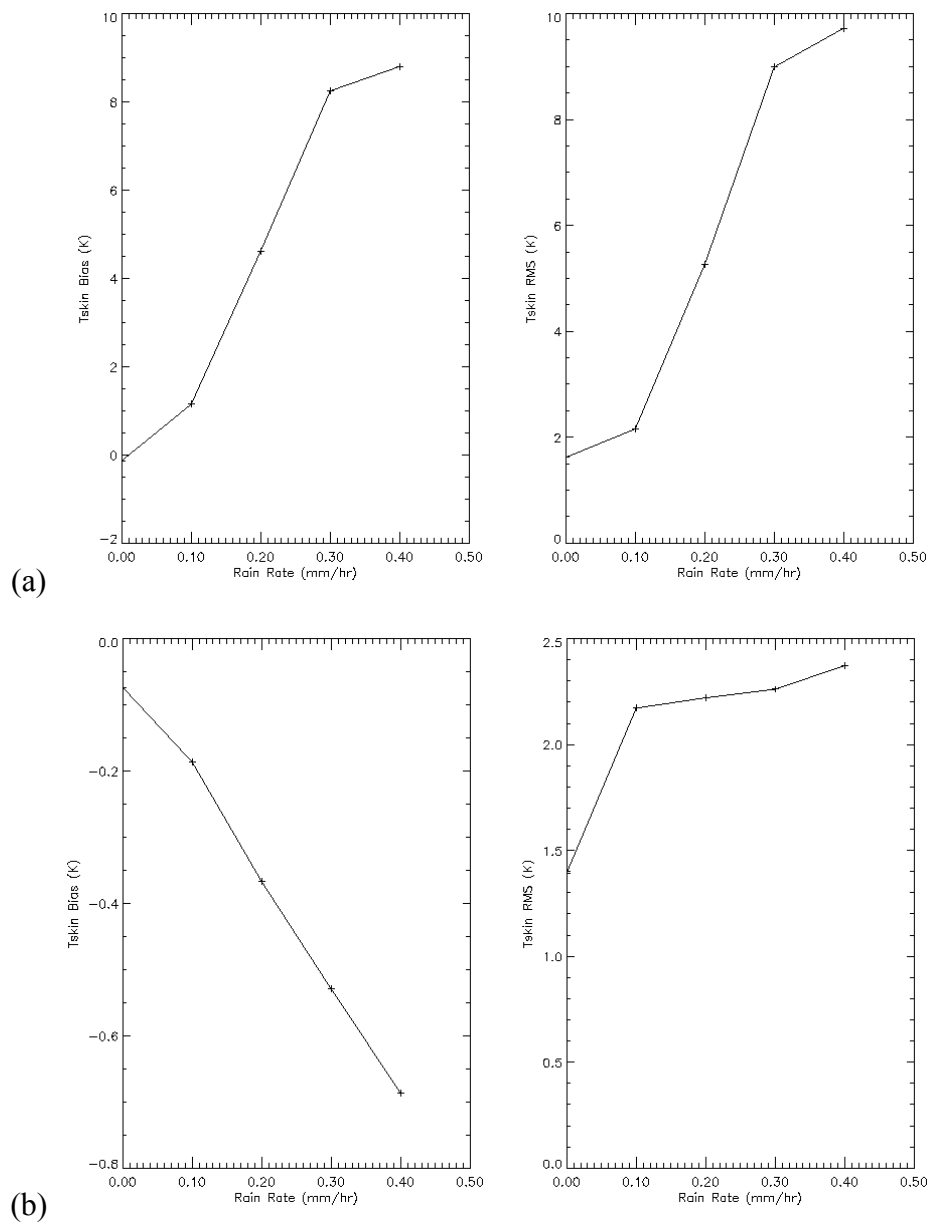 10
8
6
4
2
0
−2
Tskin Bias (K)
0.00 0.10 0.20 0.30 0.40 0.50
Rain Rate (mm/hr)
10
8
6
4
2
0
Tskin RMS (K)
0.00 0.10 0.20 0.30 0.40 0.50
Rain Rate (mm/hr)
(a)
0.0
−0.2
−0.4
−0.6
−0.8
Tskin Bias (K)
0.00 0.10 0.20 0.30 0.40 0.50
Rain Rate (mm/hr)
2.5
2.0
1.5
1.0
0.5
0.0
Tskin RMS (K)
0.00 0.10 0.20 0.30 0.40 0.50
Rain Rate (mm/hr)
(b)